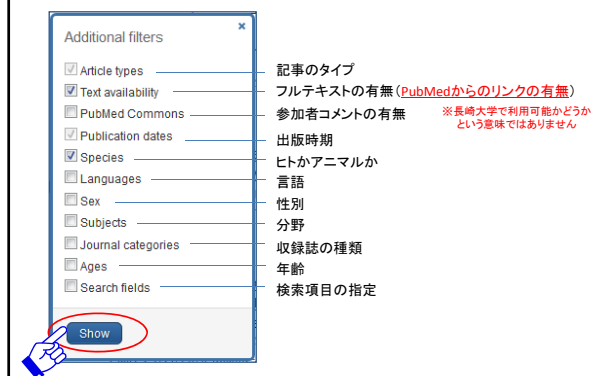 Additional filters ×
Article types 記事のタイプ
Text availability フルテキストの有無(PubMedからのリンクの有無)
PubMed Commons 参加者コメントの有無 ※長崎大学で利用可能かどうか
という意味ではありません
Publication dates 出版時期
Species ヒトかアニマルか
Languages 言語
Sex 性別
Subjects 分野
Journal categories 収録誌の種類
Ages 年齢
Search fields 検索項目の指定
Show